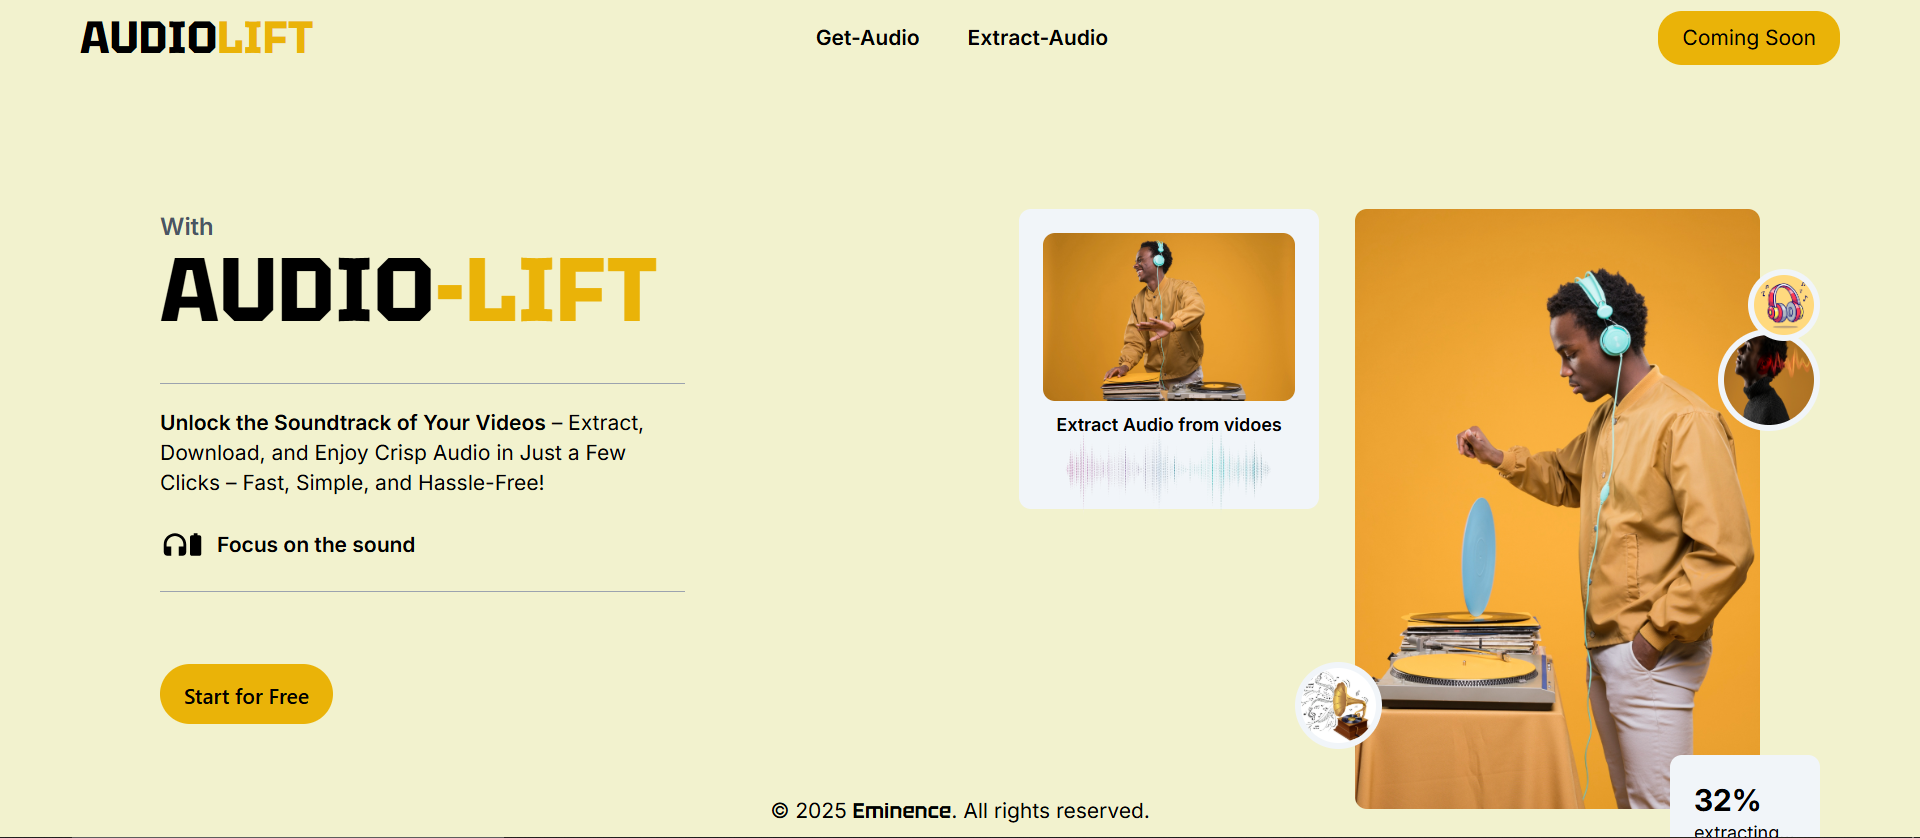 AUDIOLIFT
Get-Audio
Extract-Audio
Coming Soon
With
AUDIO-LIFT
Unlock the Soundtrack of Your Videos – Extract,
Download, and Enjoy Crisp Audio in Just a Few
Clicks – Fast, Simple, and Hassle-Free!
Focus on the sound
Start for Free
Extract Audio from vidoes
32%
extracting
© 2025 Eminence. All rights reserved.